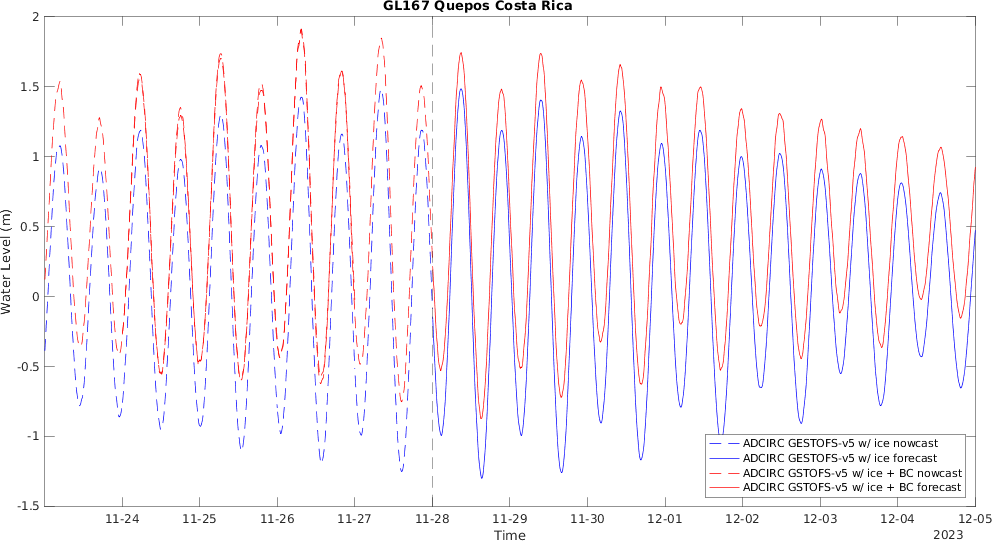 GL167 Quepos Costa Rica
2
1.5
1
0.5
0
-0.5
-1
-1.5
Water Level (m)
ADCIRC GESTOFS-v5 w/ ice nowcast
ADCIRC GESTOFS-v5 w/ ice forecast
ADCIRC GSTOFS-v5 w/ ice + BC nowcast
ADCIRC GSTOFS-v5 w/ ice + BC forecast
11-24 11-25 11-26 11-27 11-28 11-29 11-30 12-01 12-02 12-03 12-04 12-05
Time
2023